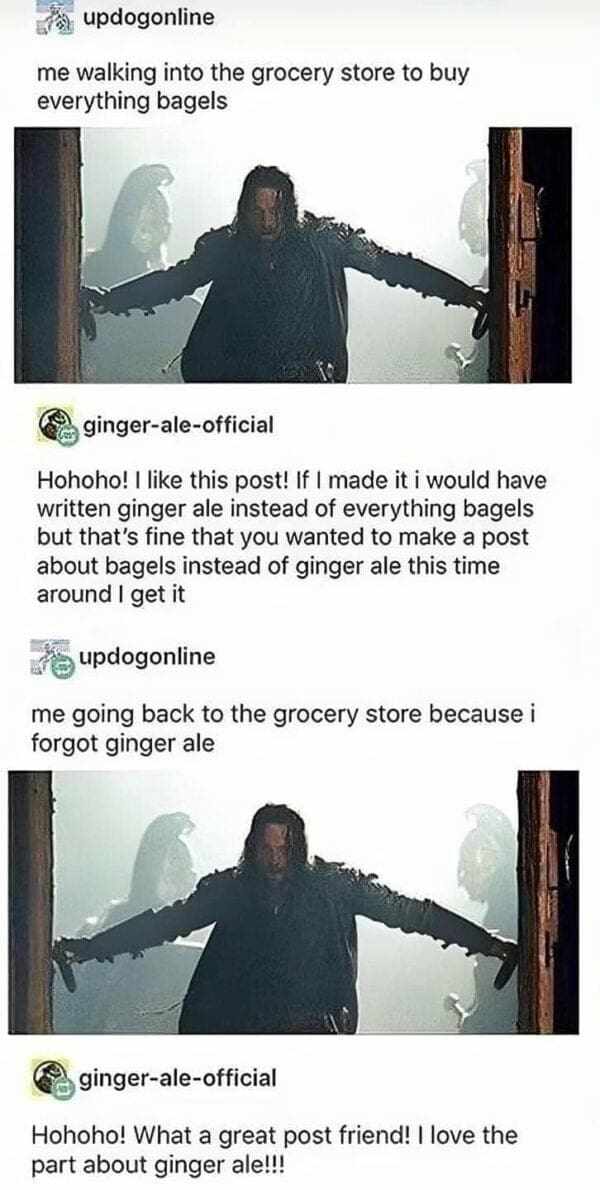 updogonline
me walking into the grocery store to buy
everything bagels
ginger-ale-official
Hohoho! I like this post! If I made it i would have
written ginger ale instead of everything bagels
but that's fine that you wanted to make a post
about bagels instead of ginger ale this time
around I get it
updogonline
me going back to the grocery store because i
forgot ginger ale
ginger-ale-official
Hohoho! What a great post friend! I love the
part about ginger ale!!!